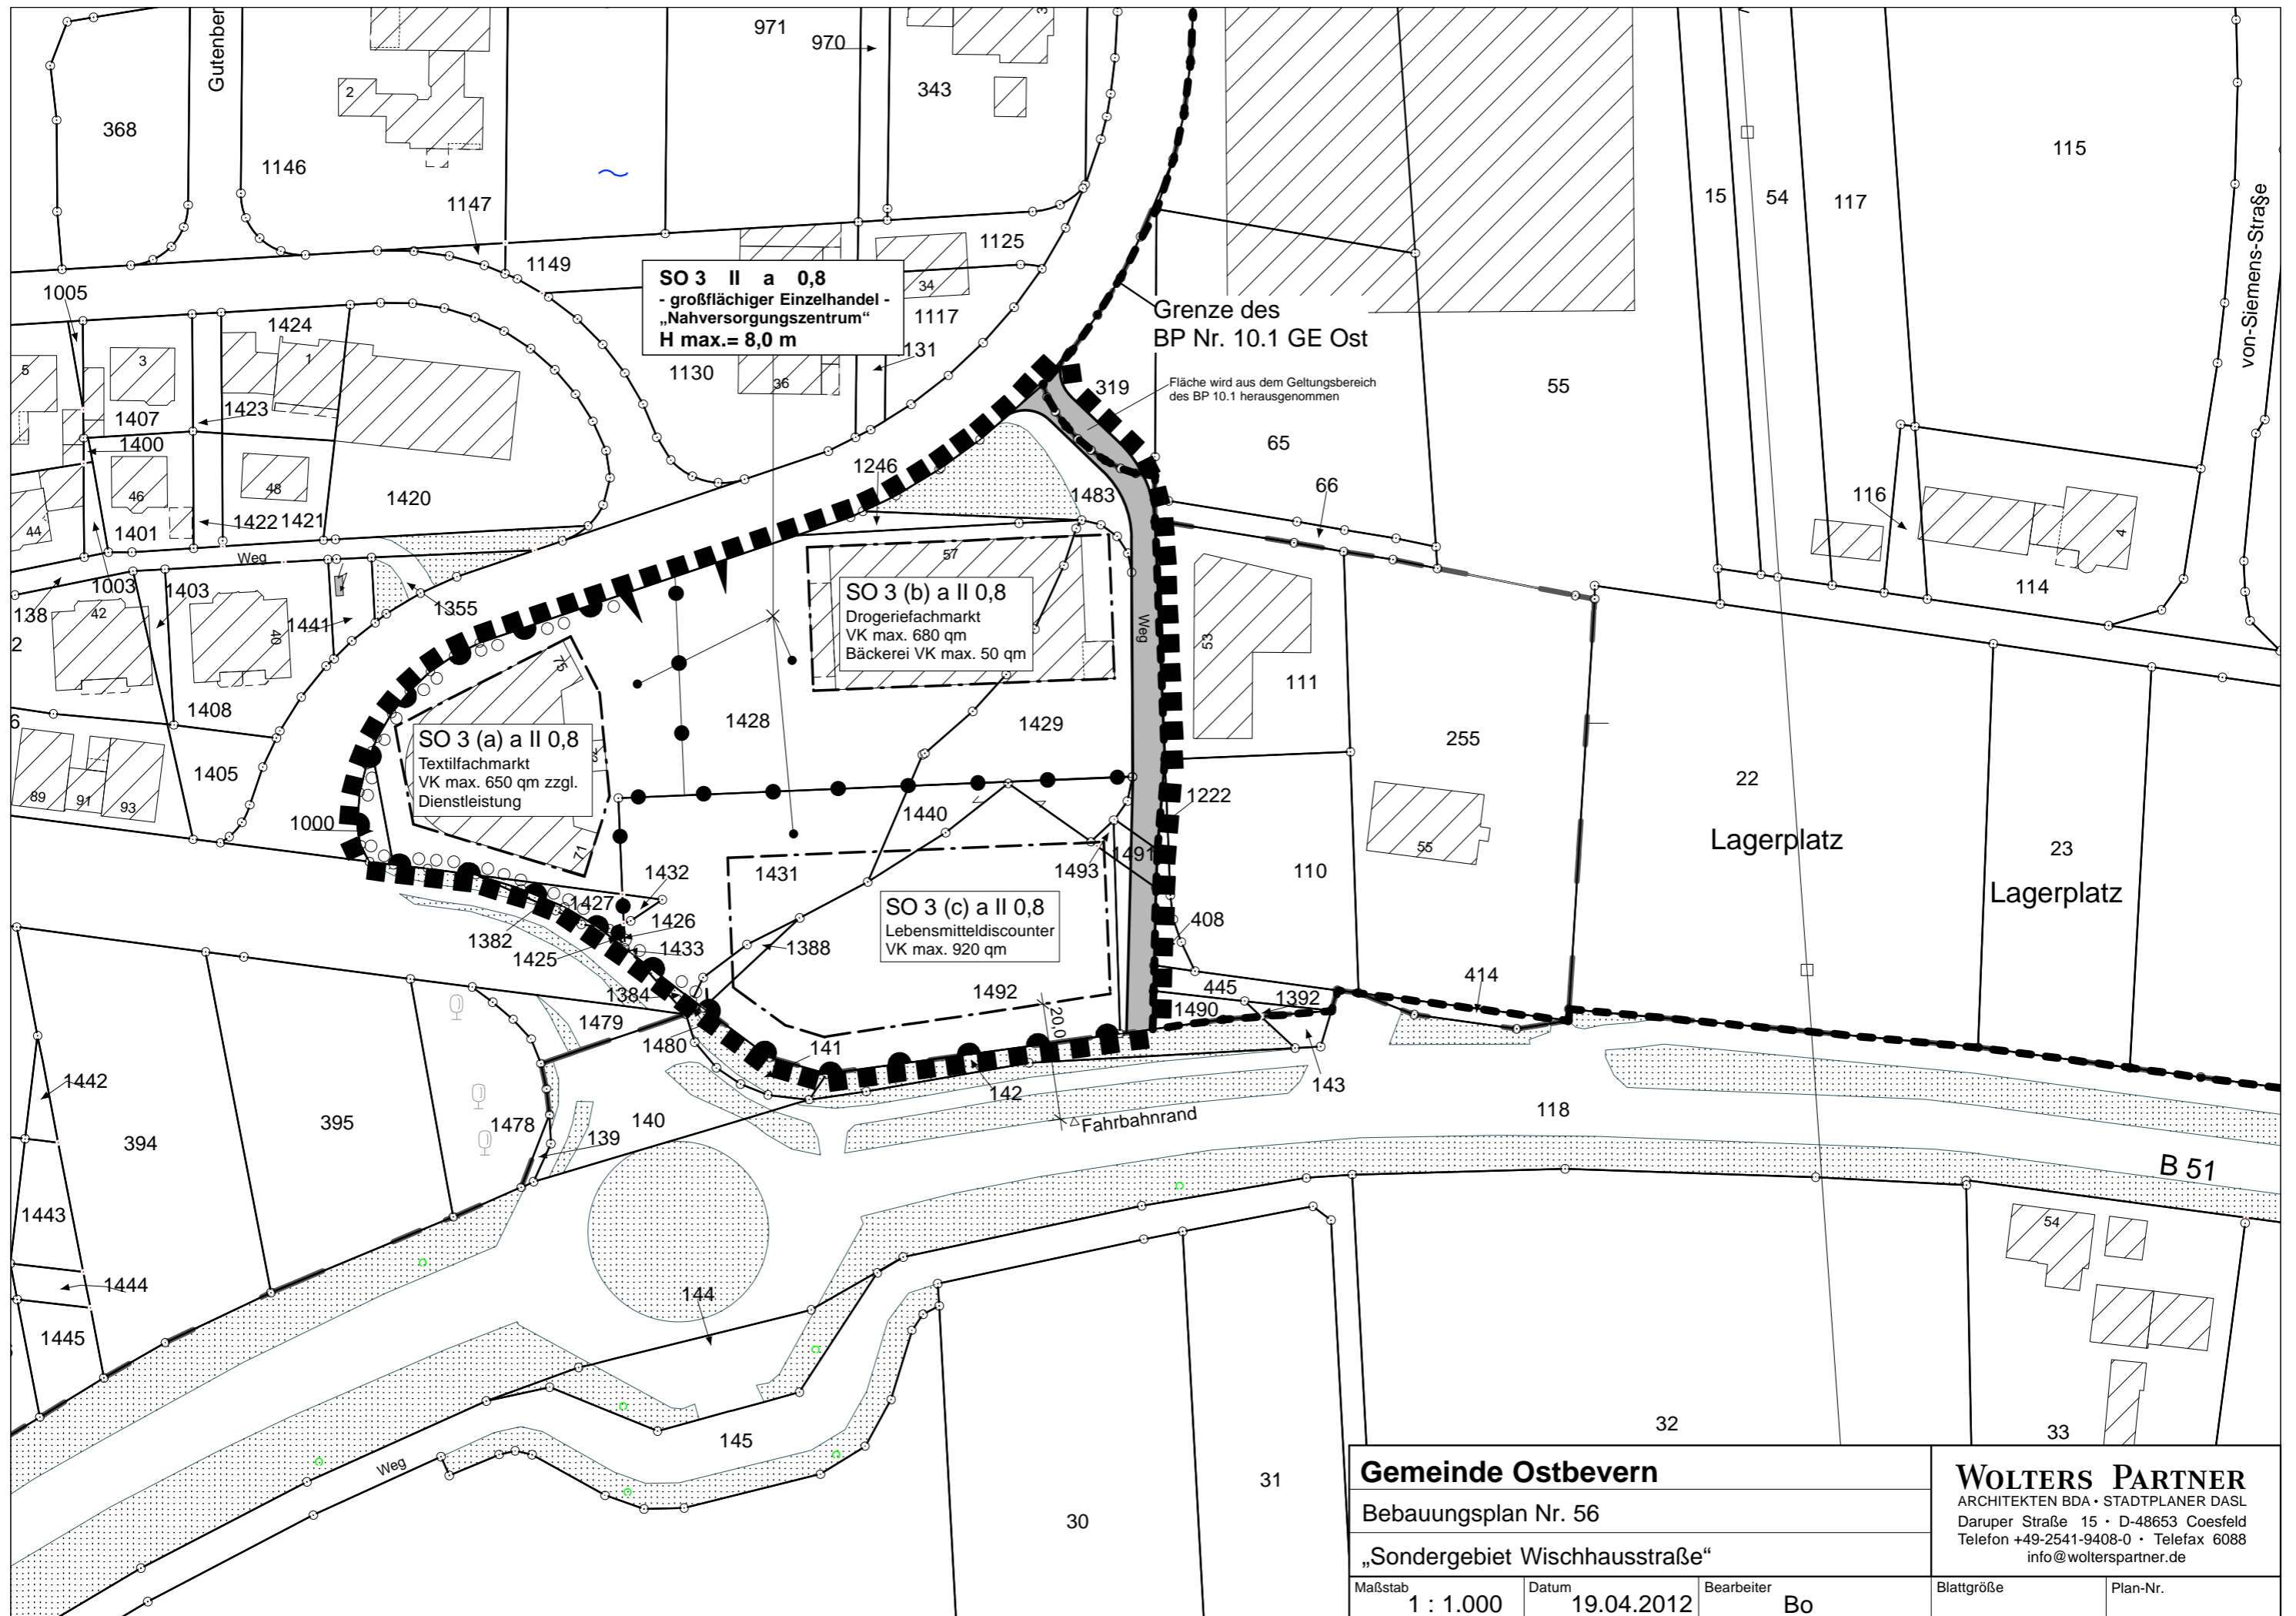 Gutenber
971
970
343
368
1146
2
1147
1149
1125
34
1117
1131
1130
36
SO 3 II a 0,8
- großflächiger Einzelhandel -
„Nahversorgungszentrum“
H max.= 8,0 m
Grenze des
BP Nr. 10.1 GE Ost
Fläche wird aus dem Geltungsbereich
des BP 10.1 herausgenommen
319
65
55
15
54
117
115
von-Siemens-Straße
1005
1424
5
3
1
1407
1423
1400
46
48
1420
44
1401
1422
1421
Weg
1003
1403
138
42
40
1441
1355
1408
1405
89
91
93
1000
1246
1483
66
116
4
114
57
SO 3 (b) a II 0,8
Drogeriefachmarkt
VK max. 680 qm
Bäckerei VK max. 50 qm
Weg
53
111
75
1428
1429
SO 3 (a) a II 0,8
Textilfachmarkt
VK max. 650 qm zzgl.
Dienstleistung
71
255
22
Lagerplatz
23
Lagerplatz
1440
1222
1493
1491
110
55
1431
1432
1427
1426
1382
1425
1433
1388
1384
SO 3 (c) a II 0,8
Lebensmitteldiscounter
VK max. 920 qm
408
1492
445
1490
1392
414
20,0
1479
1480
141
142
143
Fahrbahnrand
118
B 51
1442
394
395
1478
139
140
1443
1444
1445
144
145
Weg
54
30
31
32
33
Gemeinde Ostbevern
Bebauungsplan Nr. 56
„Sondergebiet Wischhausstraße“
Maßstab
1 : 1.000
Datum
19.04.2012
Bearbeiter
Bo
WOLTERS PARTNER
ARCHITEKTEN BDA • STADTPLANER DASL
Daruper Straße 15 • D-48653 Coesfeld
Telefon +49-2541-9408-0 • Telefax 6088
info@wolterspartner.de
Blattgröße
Plan-Nr.